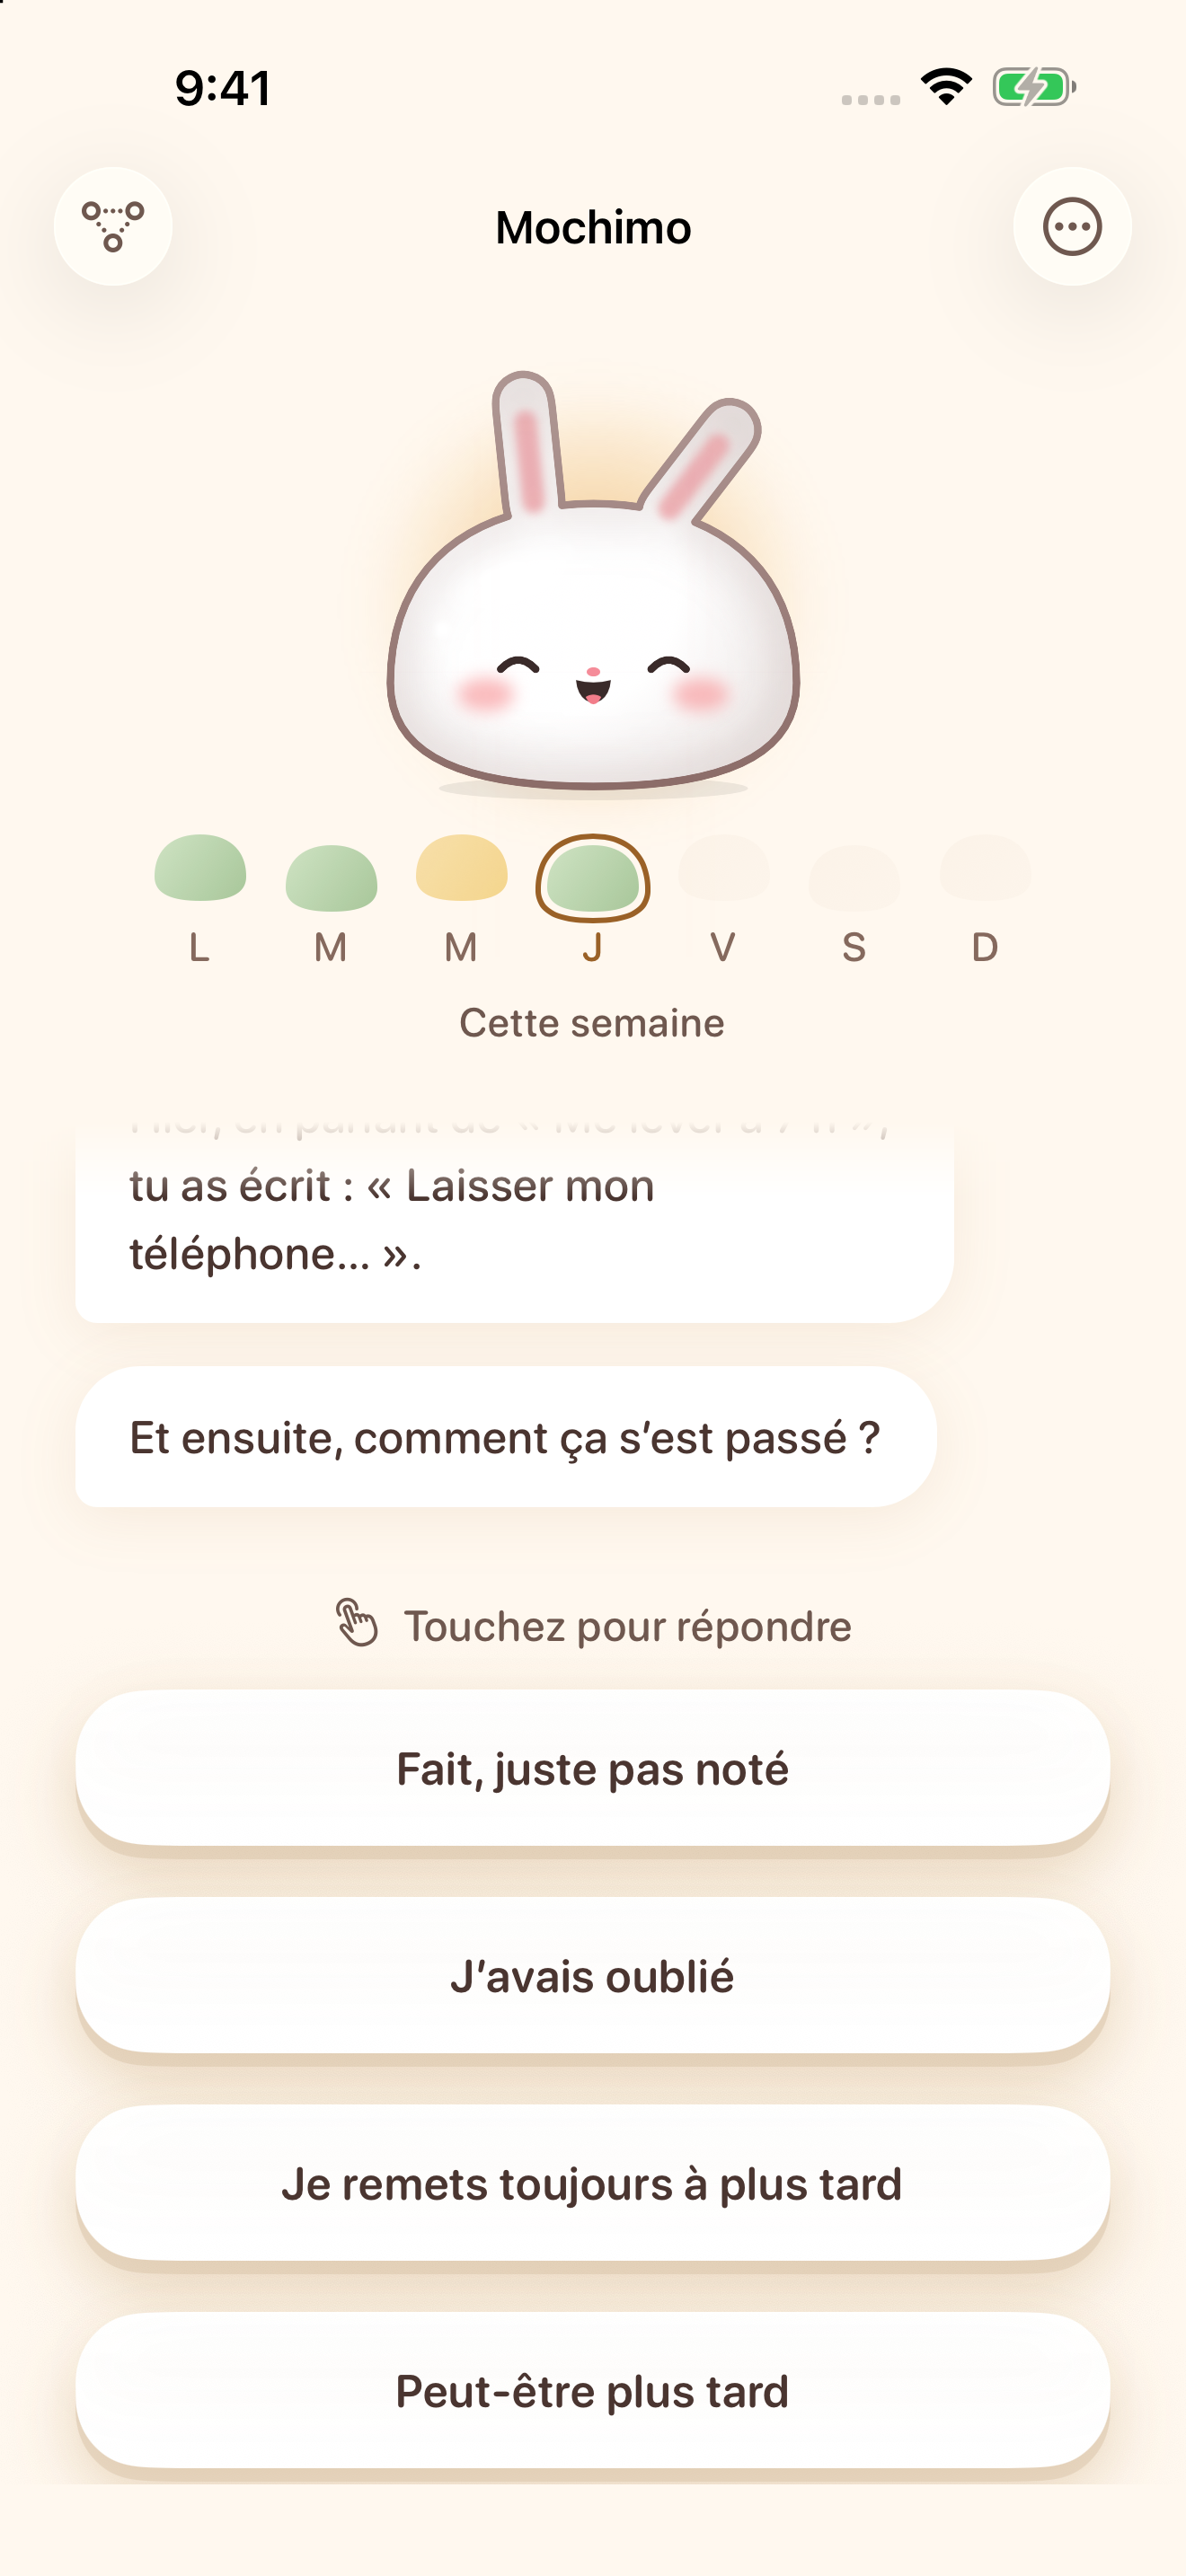 9:41
Mochimo
L M M J V S D
Cette semaine
tu as écrit : « Laisser mon
téléphone... ».
Et ensuite, comment ça s’est passé ?
Touchez pour répondre
Fait, juste pas noté
J’avais oublié
Je remets toujours à plus tard
Peut-être plus tard